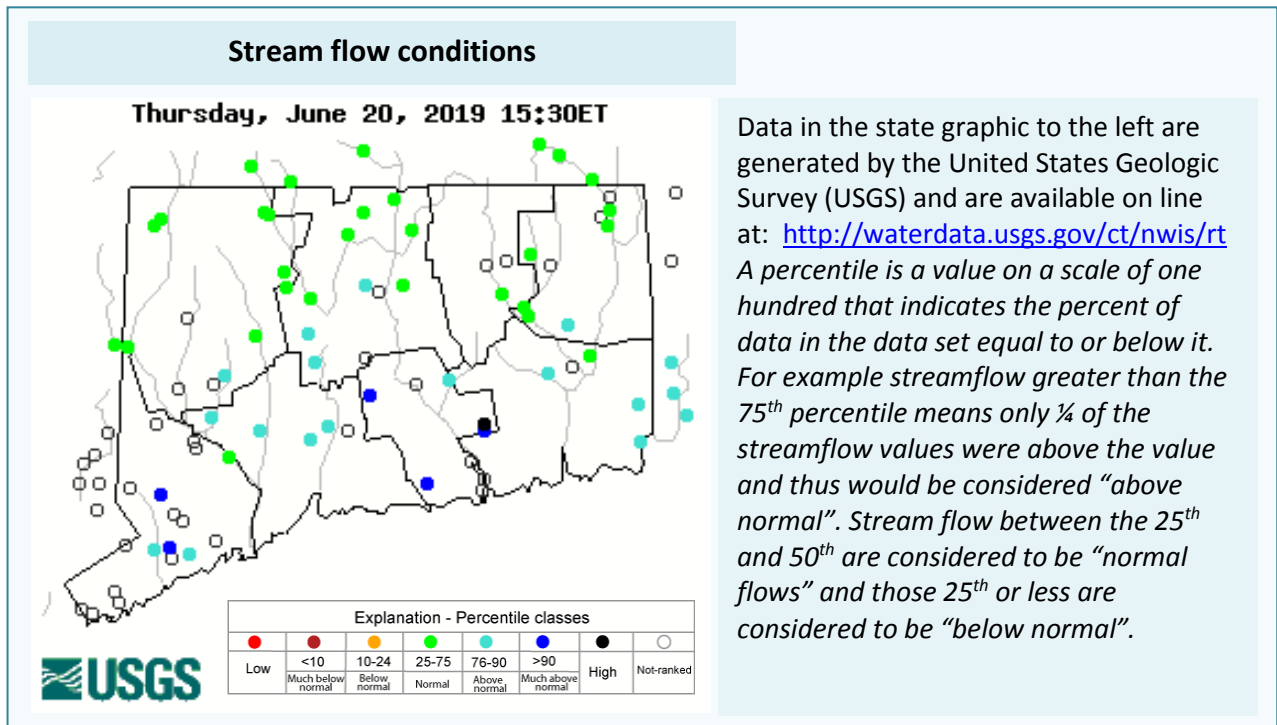 Stream flow conditions
Thursday, June 20, 2019 15:30ET
Explanation - Percentile classes
Low
<10
10-24
25-75
76-90
>90
High
Not-ranked
Much below
normal
Below
normal
Normal
Above
normal
Much above
normal
USGS
Data in the state graphic to the left are
generated by the United States Geologic
Survey (USGS) and are available on line
at: http://waterdata.usgs.gov/ct/nwis/rt
A percentile is a value on a scale of one
hundred that indicates the percent of
data in the data set equal to or below it.
For example streamflow greater than the
75th percentile means only ¼ of the
streamflow values were above the value
and thus would be considered “above
normal”. Stream flow between the 25th
and 50th are considered to be “normal
flows” and those 25th or less are
considered to be “below normal”.